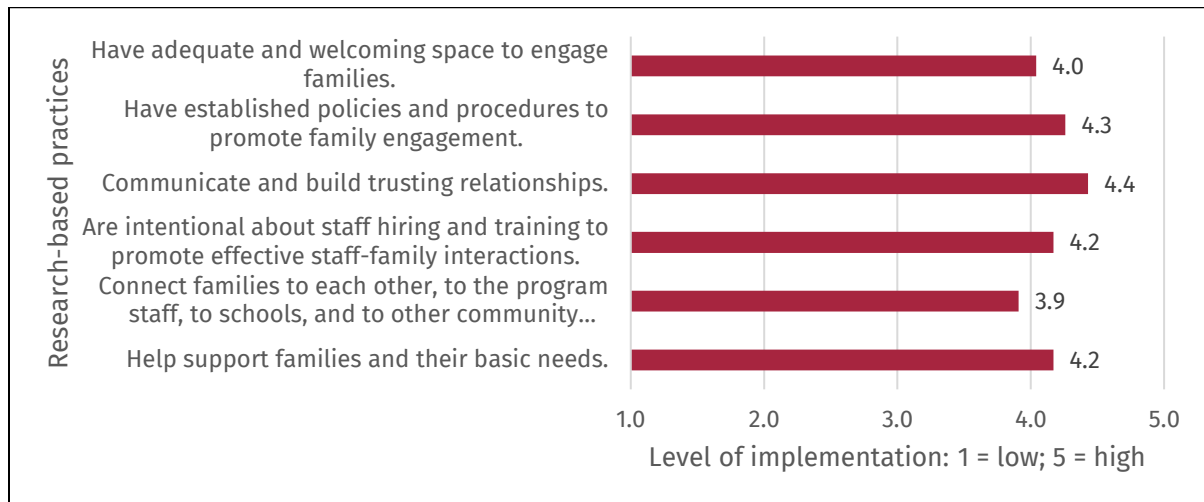 Research-based practices
Have adequate and welcoming space to engage
families.
4.0
Have established policies and procedures to
promote family engagement.
4.3
Communicate and build trusting relationships.
4.4
Are intentional about staff hiring and training to
promote effective staff-family interactions.
4.2
Connect families to each other, to the program
staff, to schools, and to other community...
3.9
Help support families and their basic needs.
4.2
1.0 2.0 3.0 4.0 5.0
Level of implementation: 1 = low; 5 = high